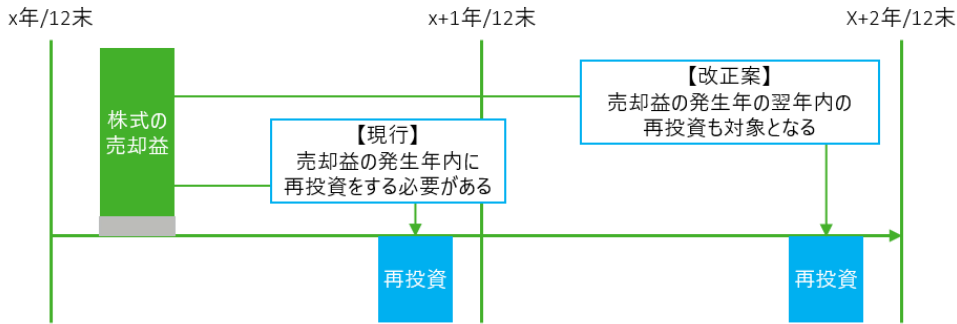 x年/12末
x+1年/12末
X+2年/12末
株式の
売却益
【現行】
売却益の発生年内に
再投資をする必要がある
【改正案】
売却益の発生年の翌年内の
再投資も対象となる
再投資
再投資